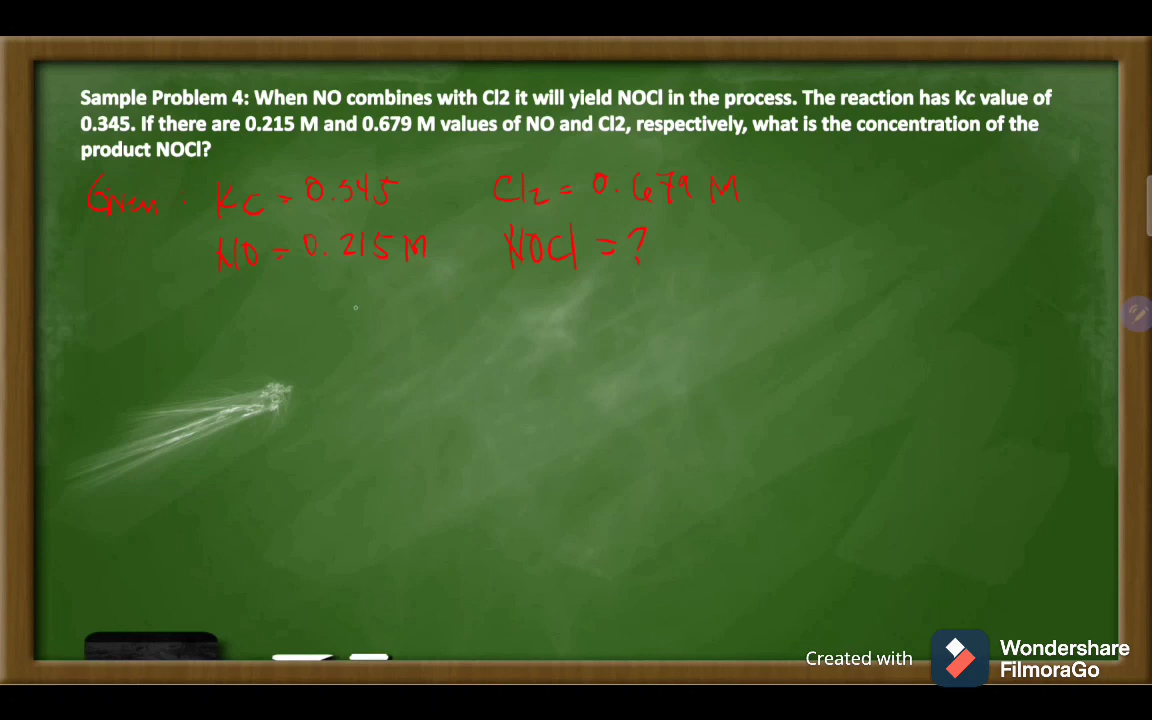 Sample Problem 4: When NO combines with Cl2 it will yield NOCl in the process. The reaction has Kc value of
0.345. If there are 0.215 M and 0.679 M values of NO and Cl2, respectively, what is the concentration of the
product NOCl?
Given : Kc = 0.345 Cl2 = 0.679 M
NO = 0.215 M NOCl = ?
Created with Wondershare
FilmoraGo